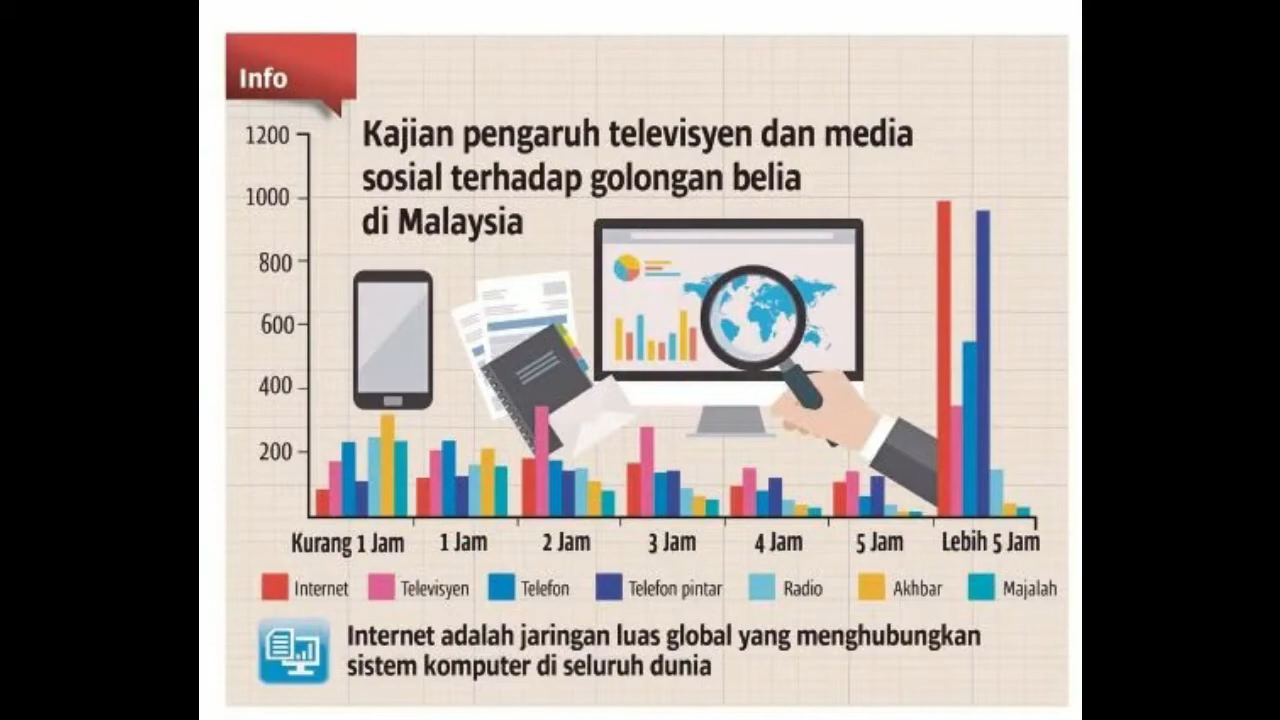 Info
Kajian pengaruh televisyen dan media
sosial terhadap golongan belia
di Malaysia
1200
1000
800
600
400
200
Kurang 1 Jam
1 Jam
2 Jam
3 Jam
4 Jam
5 Jam
Lebih 5 Jam
Internet
Televisyen
Telefon
Telefon pintar
Radio
Akhbar
Majalah
Internet adalah jaringan luas global yang menghubungkan
sistem komputer di seluruh dunia